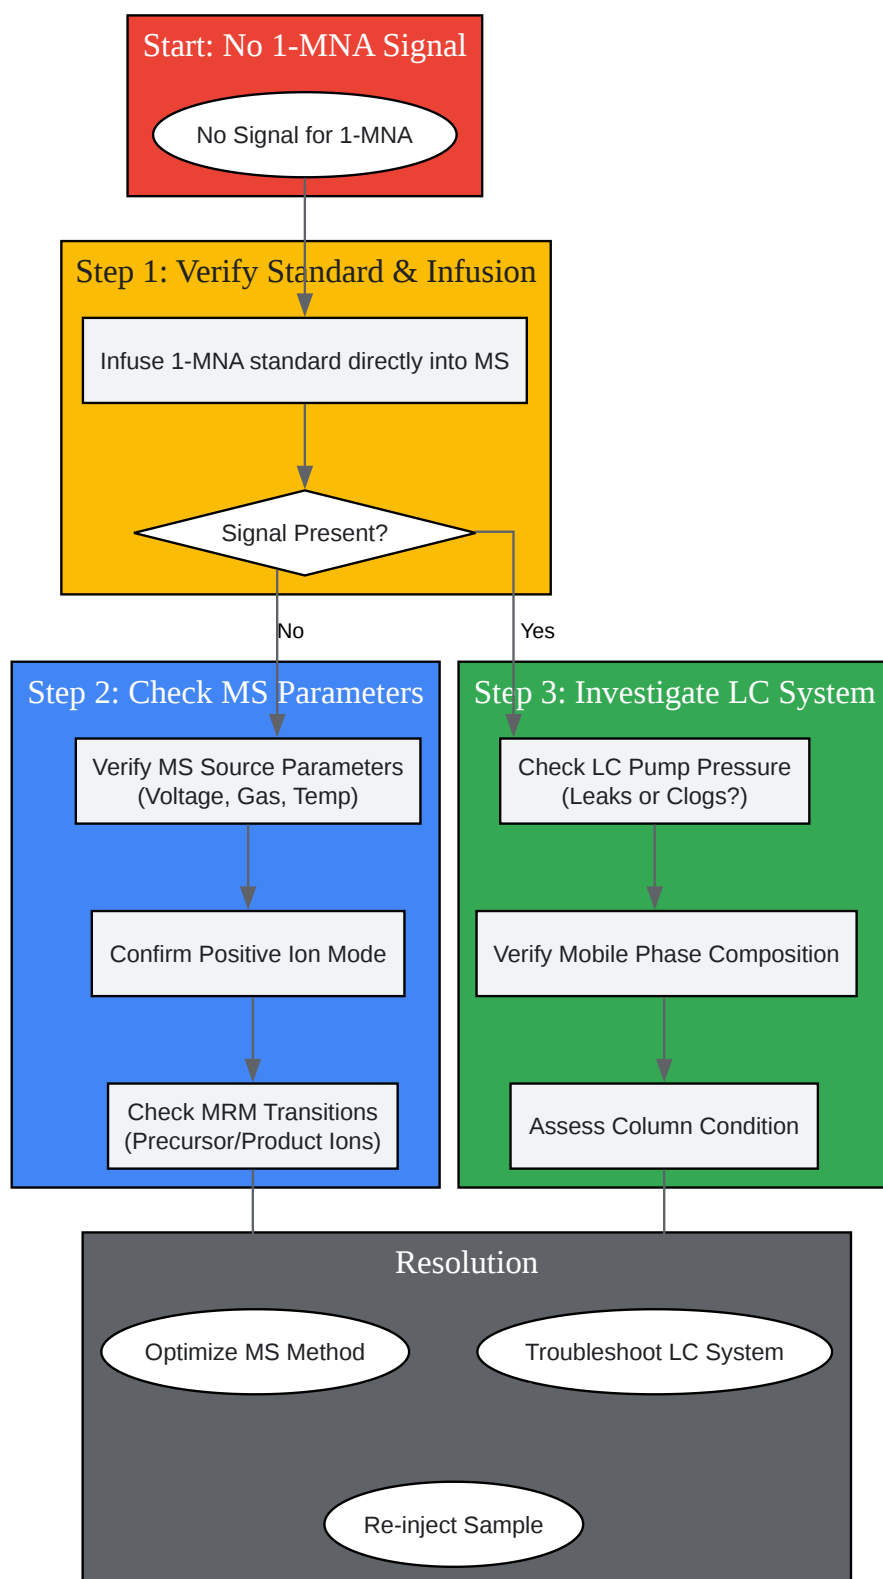 Start: No 1-MNA Signal
No Signal for 1-MNA
Step 1: Verify Standard & Infusion
Infuse 1-MNA standard directly into MS
Signal Present?
No
Yes
Step 2: Check MS Parameters
Verify MS Source Parameters
(Voltage, Gas, Temp)
Confirm Positive Ion Mode
Check MRM Transitions
(Precursor/Product Ions)
Step 3: Investigate LC System
Check LC Pump Pressure
(Leaks or Clogs?)
Verify Mobile Phase Composition
Assess Column Condition
Resolution
Optimize MS Method
Troubleshoot LC System
Re-inject Sample